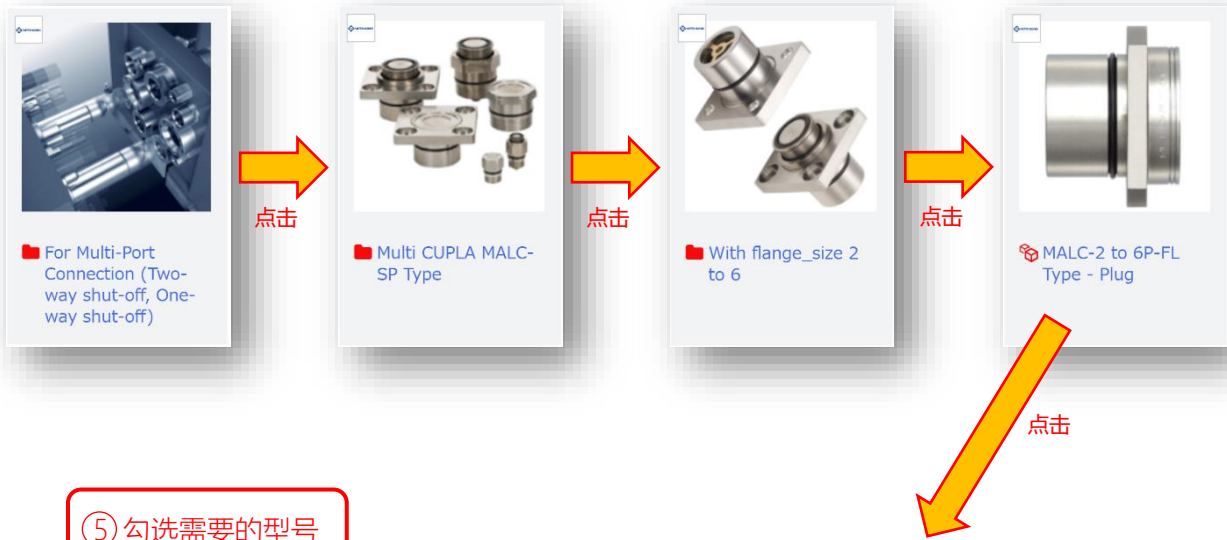 点击
点击
点击
For Multi-Port
Connection (Two-
way shut-off, One-
way shut-off)
Multi CUPLA MALC-
SP Type
With flange_size 2
to 6
MALC-2 to 6P-FL
Type - Plug
点击
⑤勾选需要的型号